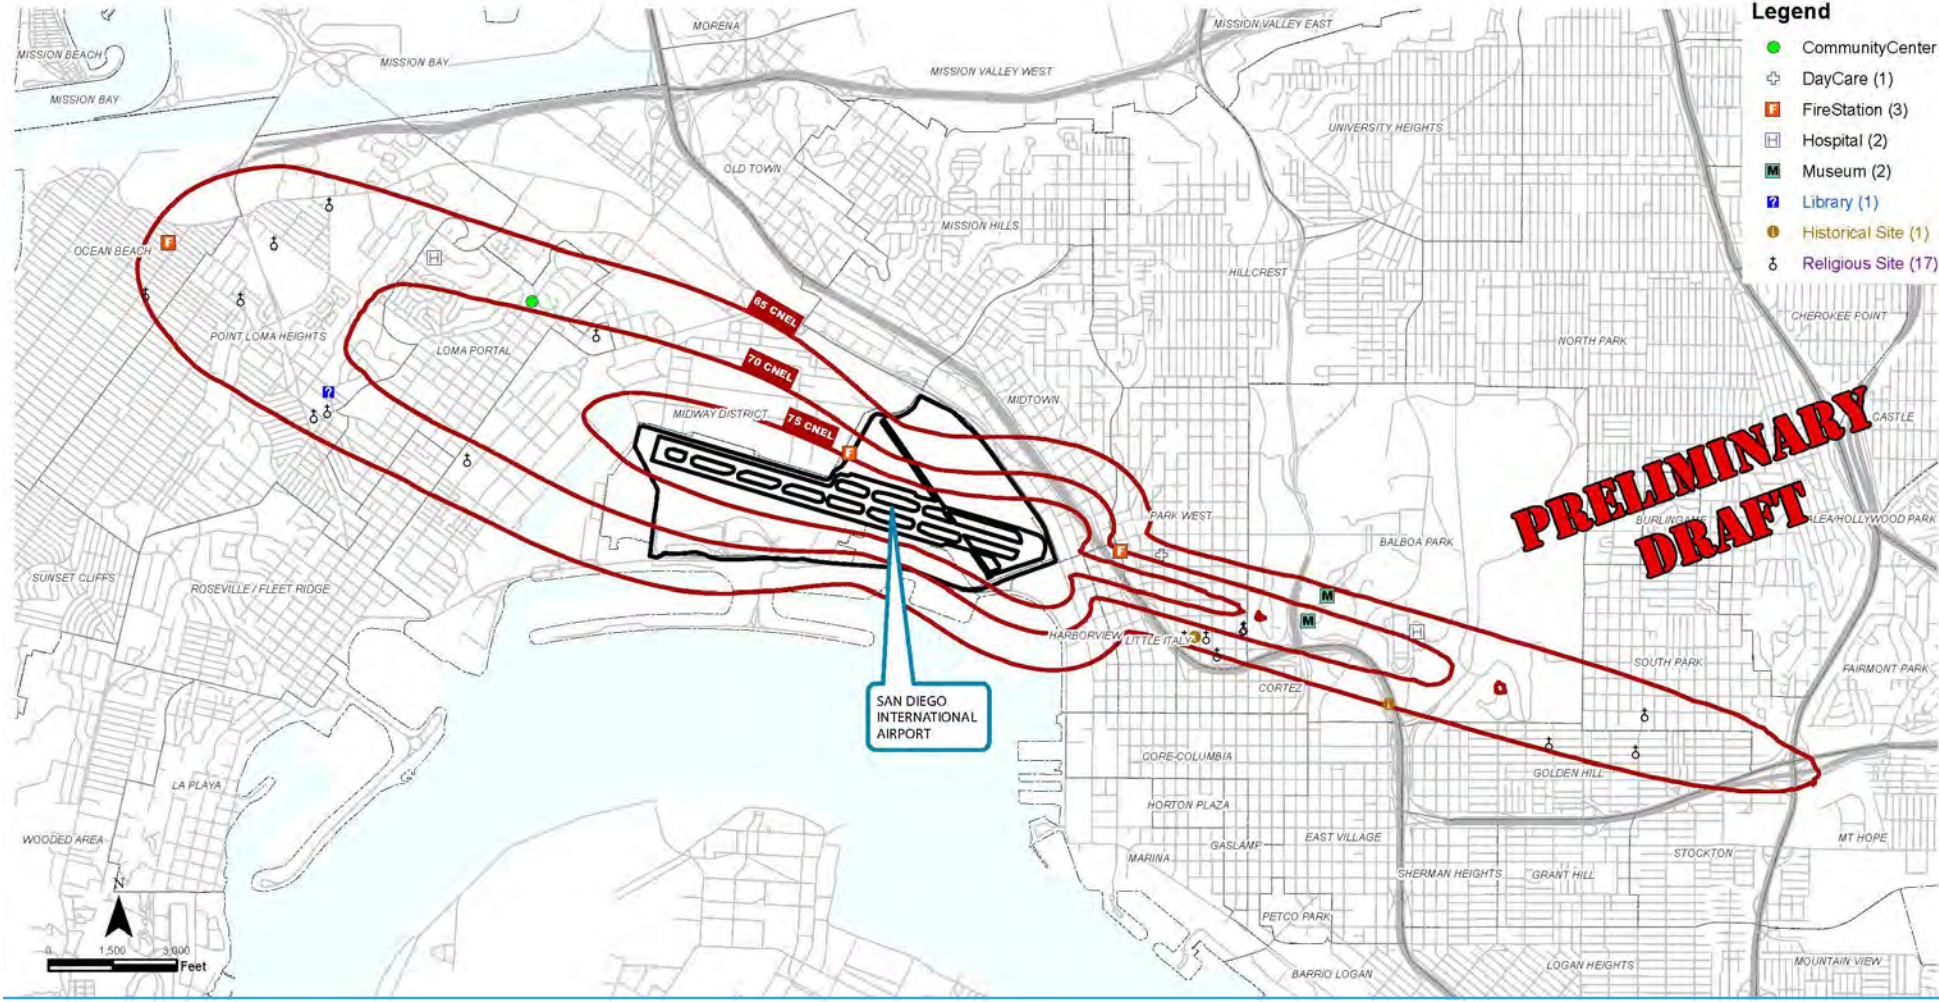 Legend
CommunityCenter
DayCare (1)
F FireStation (3)
H Hospital (2)
M Museum (2)
? Library (1)
i Historical Site (1)
Religious Site (17)
MORENA
MISSION VALLEY EAST
MISSION BEACH
MISSION BAY
MISSION VALLEY WEST
MISSION BAY
UNIVERSITY HEIGHTS
OLD TOWN
MISSION HILLS
F
OCEAN BEACH
H
HILLCREST
CHEROKEE POINT
65 CNEL
POINT LOMA HEIGHTS
LOMA PORTAL
NORTH PARK
70 CNEL
?
MIDTOWN
MIDWAY DISTRICT
75 CNEL
CASTLE
F
PRELIMINARY
DRAFT
PARK WEST
BURLINGAME
ALEA/HOLLYWOOD PARK
BALBOA PARK
F
SUNSET CLIFFS
ROSEVILLE / FLEET RIDGE
M
M
HARBORVIEW
LITTLE ITALY
H
SOUTH PARK
FAIRMONT PARK
CORTEZ
SAN DIEGO
INTERNATIONAL
AIRPORT
i
CORE-COLUMBIA
GOLDEN HILL
LA PLAYA
HORTON PLAZA
WOODED AREA
EAST VILLAGE
GASLAMP
MARINA
MT HOPE
STOCKTON
SHERMAN HEIGHTS
GRANT HILL
N
PETCO PARK
0 1,500 3,000
Feet
BARRIO LOGAN
LOGAN HEIGHTS
MOUNTAIN VIEW